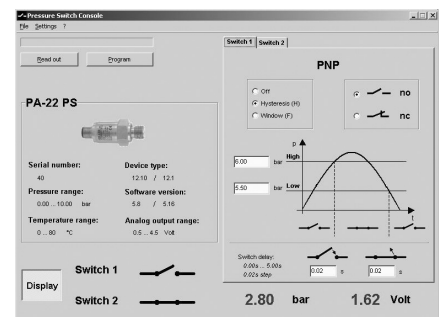 Pressure Switch Console
File Settings ?
Read out Program
PA-22 PS
Serial number:
40
Device type:
12.10 / 12.1
Pressure range:
0.00 ... 10.00 bar
Software version:
5.8 / 5.16
Temperature range:
0 ... 80 °C
Analog output range:
0.5 ... 4.5 Volt
Display
Switch 1
Switch 2
Switch 1 Switch 2
PNP
Off
Hysteresis (H)
Window (F)
no
nc
p
6.00 bar High
5.50 bar Low
t
Switch delay:
0.00s ... 5.00s
0.02s step
0.02 s
0.02 s
2.80 bar 1.62 Volt